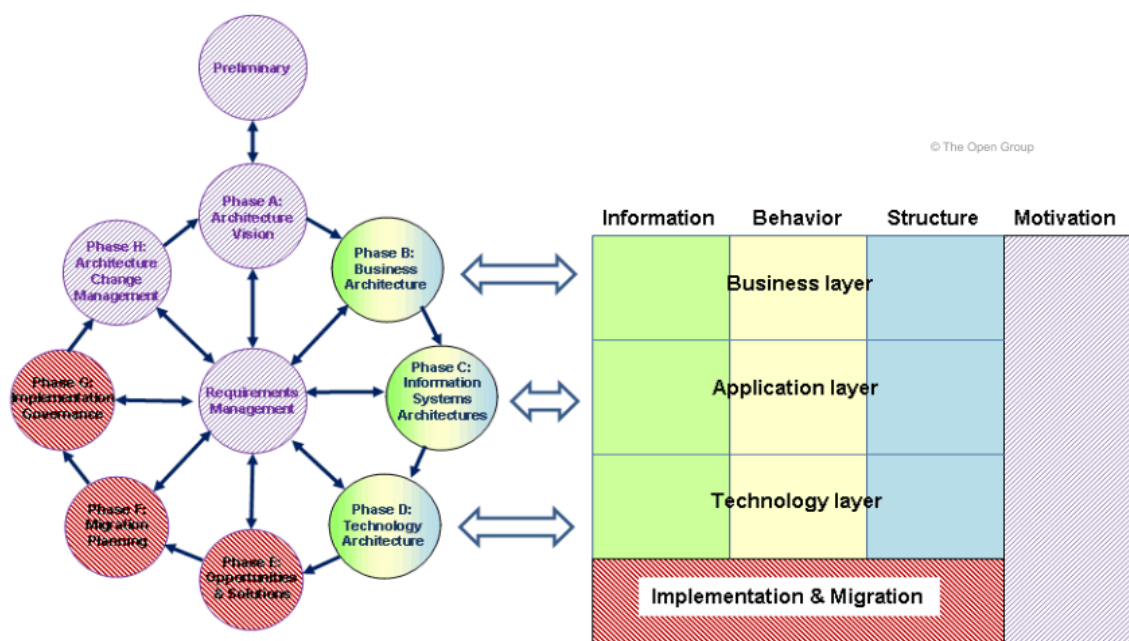 Preliminary
© The Open Group
Phase A:
Architecture
Vision
Information
Behavior
Structure
Motivation
Phase H:
Architecture
Change
Management
Phase B:
Business
Architecture
Business layer
Phase C:
Information
Systems
Architectures
Phase G:
Implementation
Governance
Requirements
Management
Application layer
Phase F:
Migration
Planning
Phase D:
Technology
Architecture
Technology layer
Phase E:
Opportunities
& Solutions
Implementation & Migration